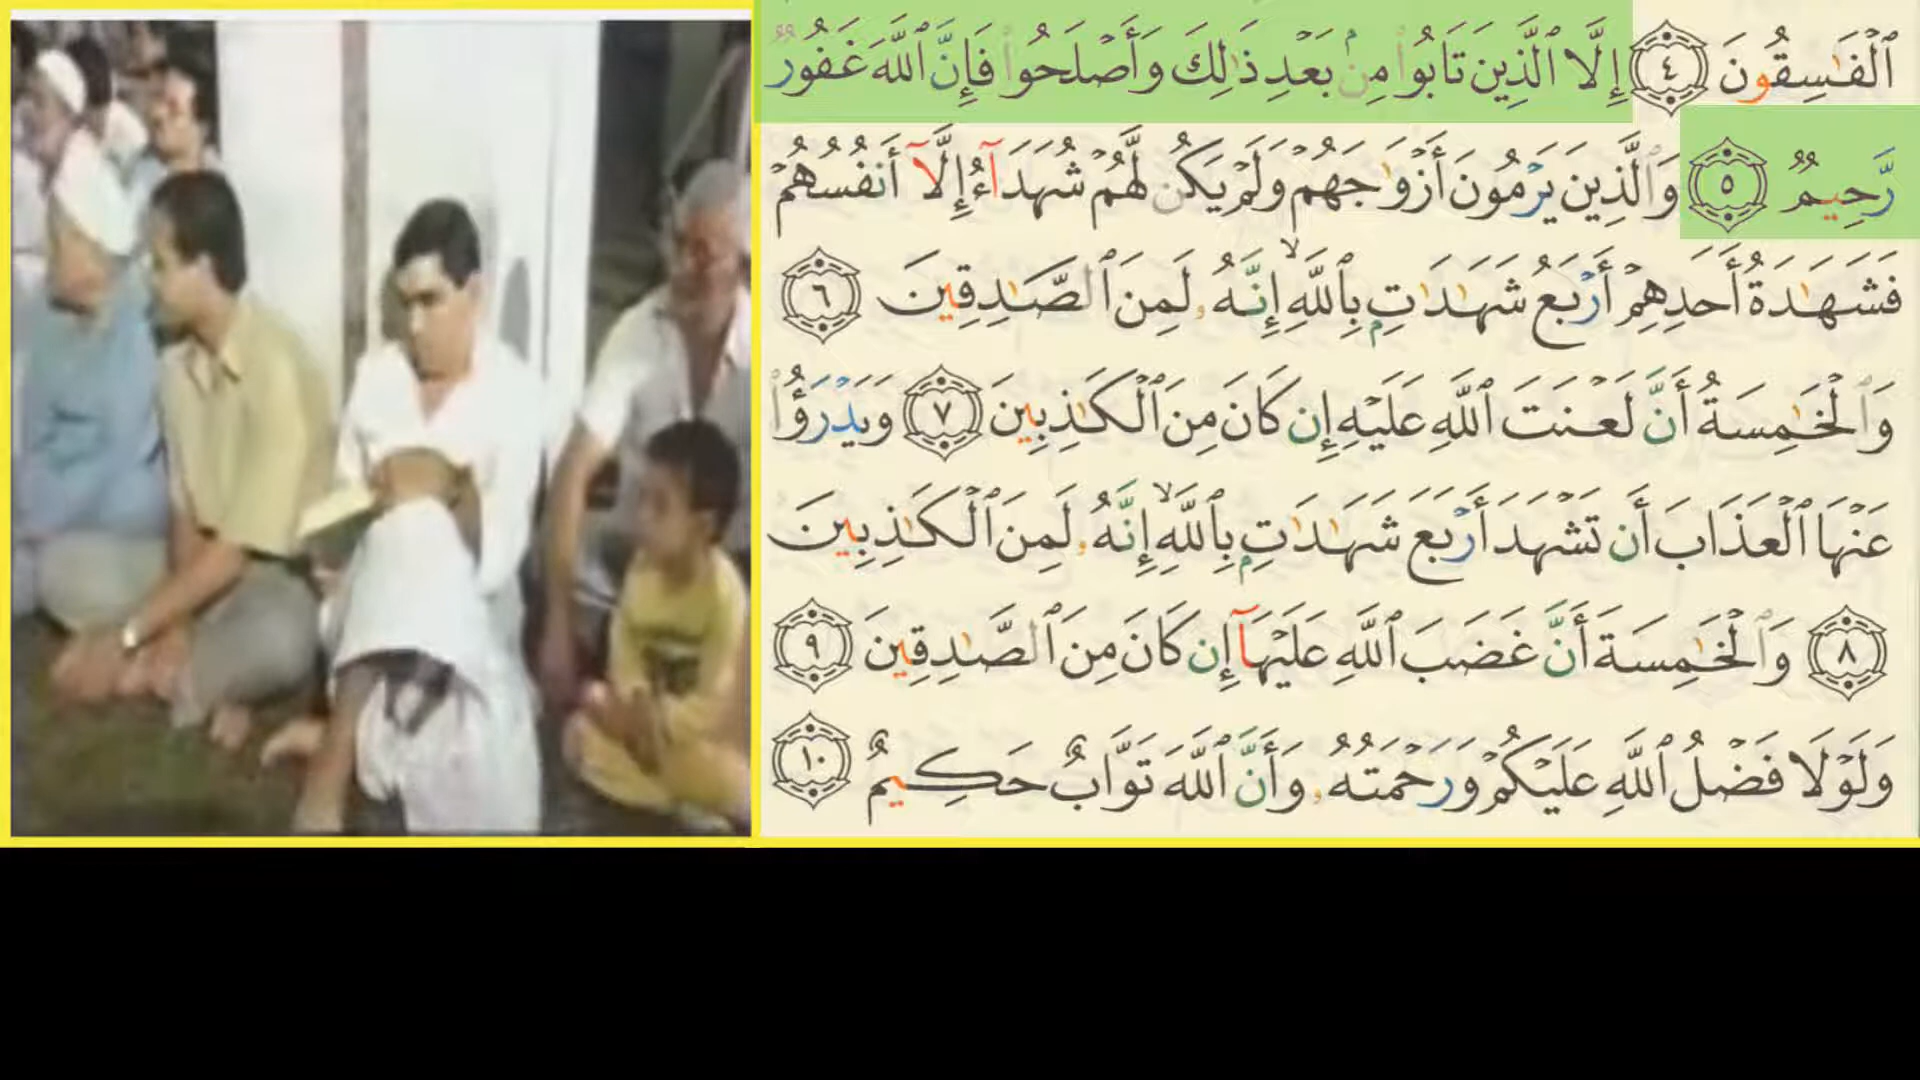 ٱلۡفَٰسِقُونَ ٤ إِلَّا ٱلَّذِينَ تَابُوا۟ مِنۢ بَعۡدِ ذَٰلِكَ وَأَصۡلَحُوا۟ فَإِنَّ ٱللَّهَ غَفُورٞ
رَّحِيمٞ ٥ وَٱلَّذِينَ يَرۡمُونَ أَزۡوَٰجَهُمۡ وَلَمۡ يَكُن لَّهُمۡ شُهَدَآءُ إِلَّآ أَنفُسُهُمۡ
فَشَهَٰدَةُ أَحَدِهِمۡ أَرۡبَعُ شَهَٰدَٰتِۭ بِٱللَّهِۙ إِنَّهُۥ لَمِنَ ٱلصَّٰدِقِينَ ٦
وَٱلۡخَٰمِسَةُ أَنَّ لَعۡنَتَ ٱللَّهِ عَلَيۡهِ إِن كَانَ مِنَ ٱلۡكَٰذِبِينَ ٧ وَيَدۡرَؤُا۟
عَنۡهَا ٱلۡعَذَابَ أَن تَشۡهَدَ أَرۡبَعَ شَهَٰدَٰتِۭ بِٱللَّهِۙ إِنَّهُۥ لَمِنَ ٱلۡكَٰذِبِينَ
٨ وَٱلۡخَٰمِسَةَ أَنَّ غَضَبَ ٱللَّهِ عَلَيۡهَآ إِن كَانَ مِنَ ٱلصَّٰدِقِينَ ٩
وَلَوۡلَا فَضۡلُ ٱللَّهِ عَلَيۡكُمۡ وَرَحۡمَتُهُۥ وَأَنَّ ٱللَّهَ تَوَّابٌ حَكِيمٌ ١٠